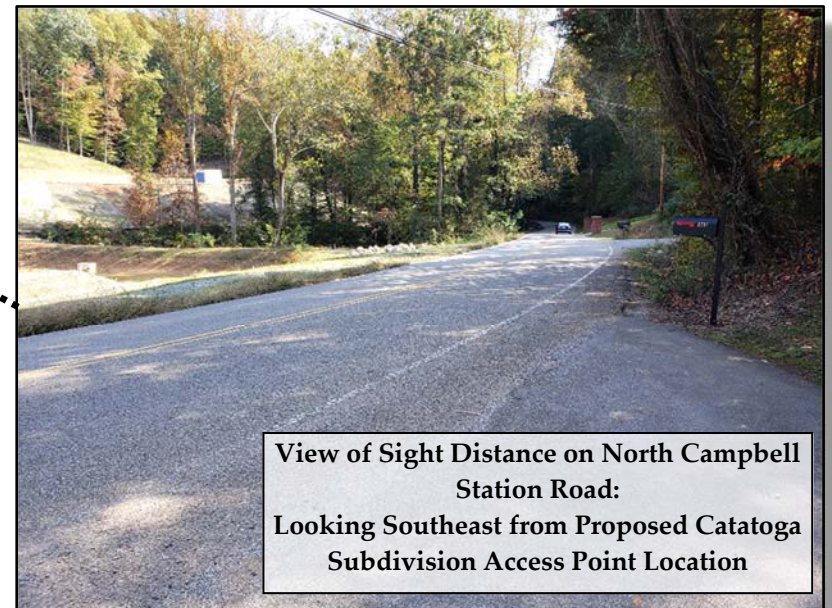 View of Sight Distance on North Campbell
Station Road:
Looking Southeast from Proposed Catatoga
Subdivision Access Point Location